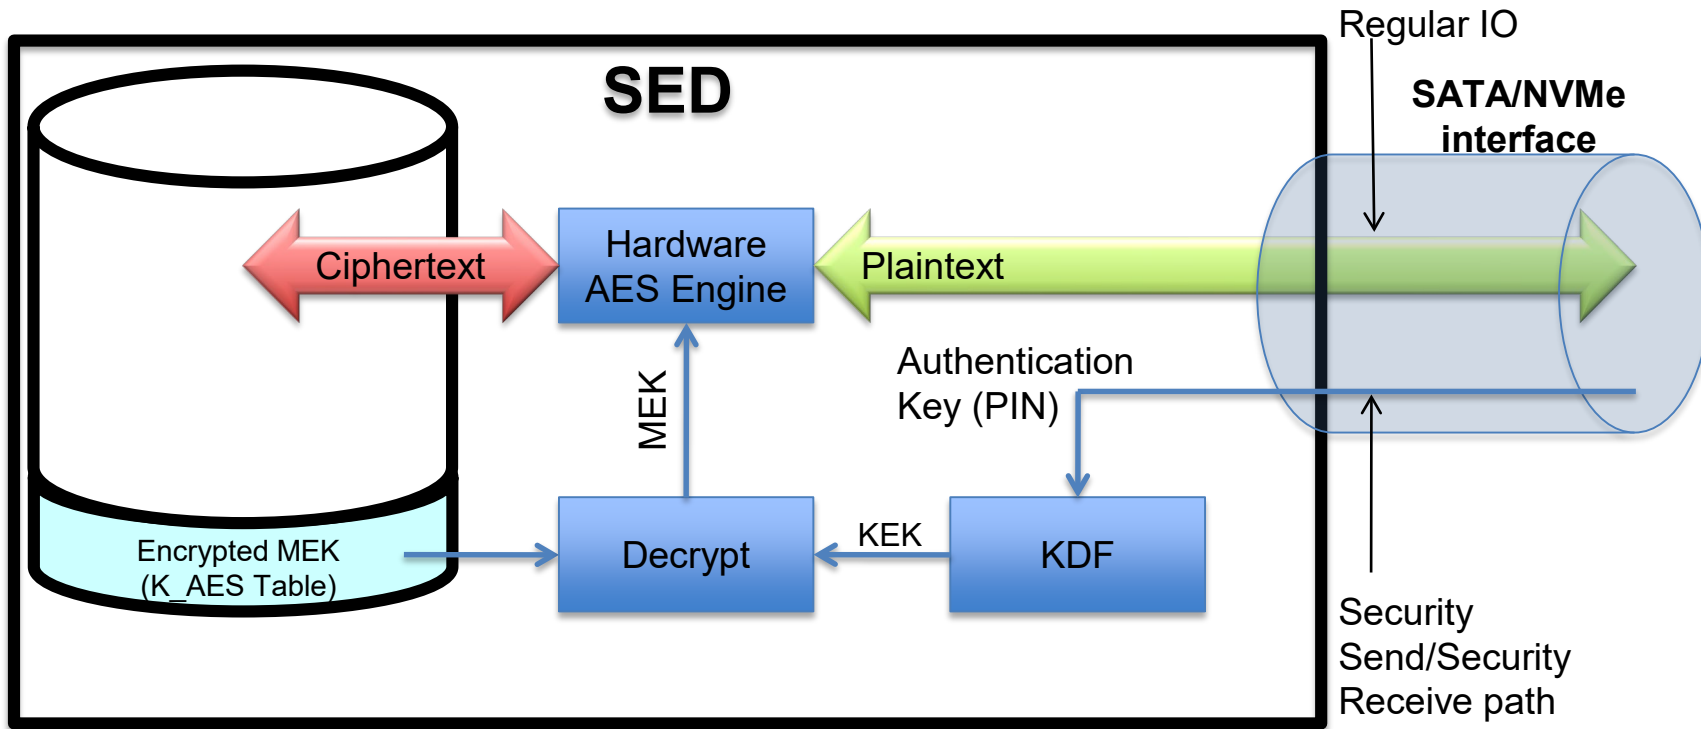 Regular IO
SED
SATA/NVMe
interface
Ciphertext
Hardware
AES Engine
Plaintext
Authentication
Key (PIN)
MEK
Encrypted MEK
(K_AES Table)
Decrypt
KEK
KDF
Security
Send/Security
Receive path